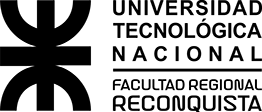 UNIVERSIDAD
TECNOLÓGICA
NACIONAL
FACULTAD REGIONAL
RECONQUISTA